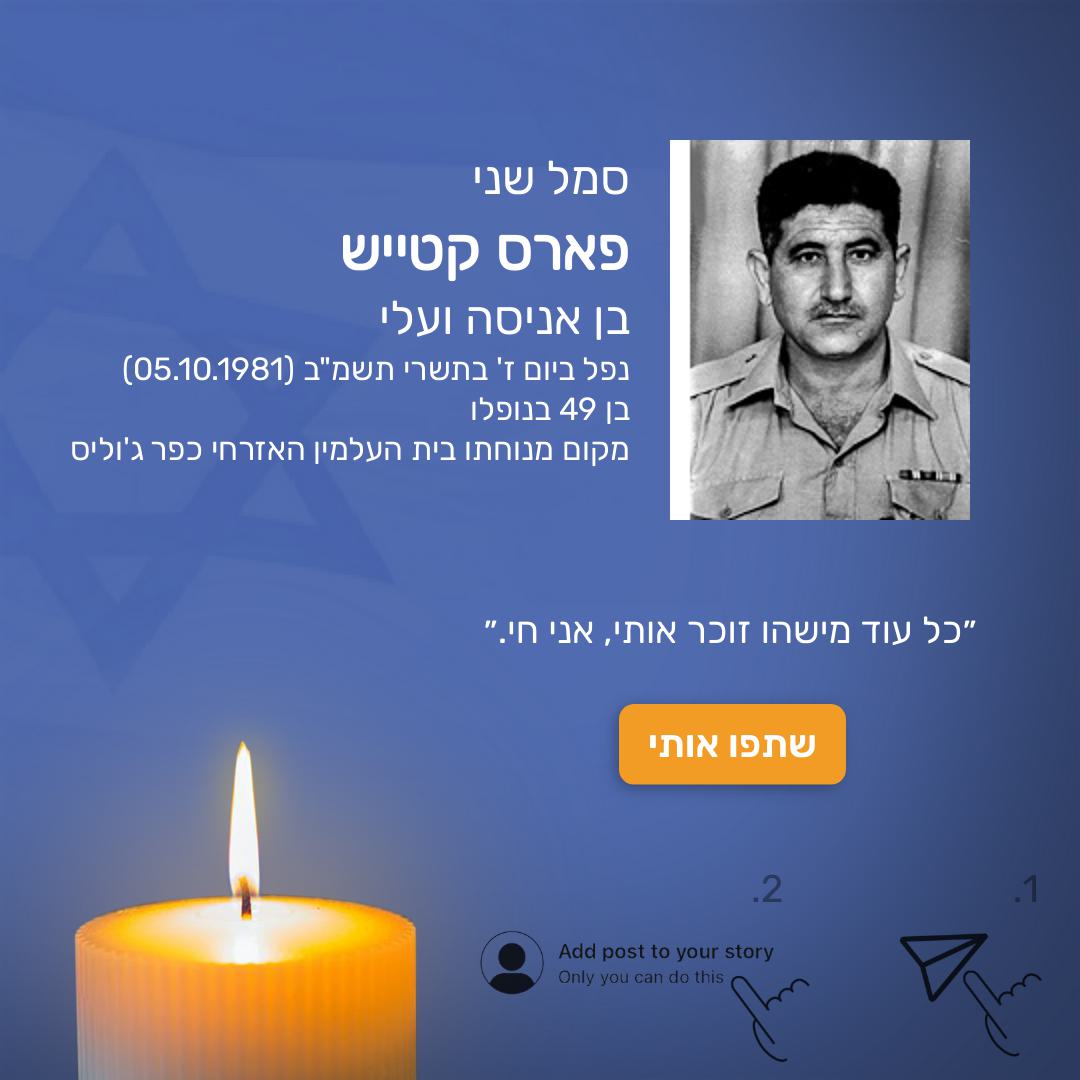 סמל שני
פארס קטייש
בן אניסה ועלי
נפל ביום ז' בתשרי תשמ"ב (05.10.1981)
בן 49 בנופלו
מקום מנוחתו בית העלמין האזרחי כפר ג'וליס
״כל עוד מישהו זוכר אותי, אני חי.״
שתפו אותי
1.
2.
Add post to your story
Only you can do this